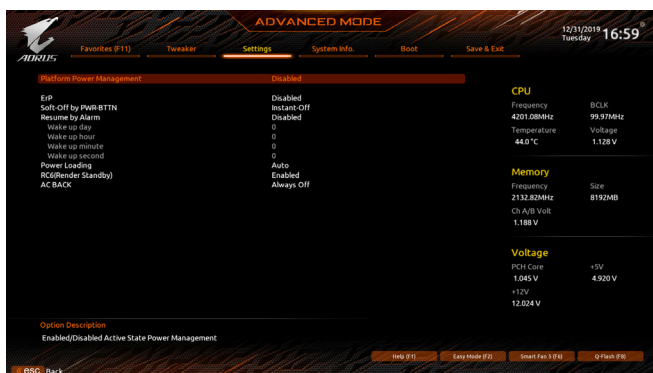 ADVANCED MODE
12/31/2019 Tuesday 16:59
AORUS
Favorites (F11) Tweaker Settings System Info. Boot Save & Exit
Platform Power Management Disabled
ErP Disabled
Soft-Off by PWR-BTTN Instant-Off
Resume by Alarm Disabled
Wake up day 0
Wake up hour 0
Wake up minute 0
Wake up second 0
Power Loading Auto
RC6(Render Standby) Enabled
AC BACK Always Off
CPU
Frequency BCLK
4201.08MHz 99.97MHz
Temperature Voltage
44.0 °C 1.128 V
Memory
Frequency Size
2132.82MHz 8192MB
Ch A/B Volt
1.188 V
Voltage
PCH Core +5V
1.045 V 4.920 V
+12V
12.024 V
Option Description
Enabled/Disabled Active State Power Management
Help (F1) Easy Mode (F2) Smart Fan 5 (F6) Q-Flash (F8)
esc Back